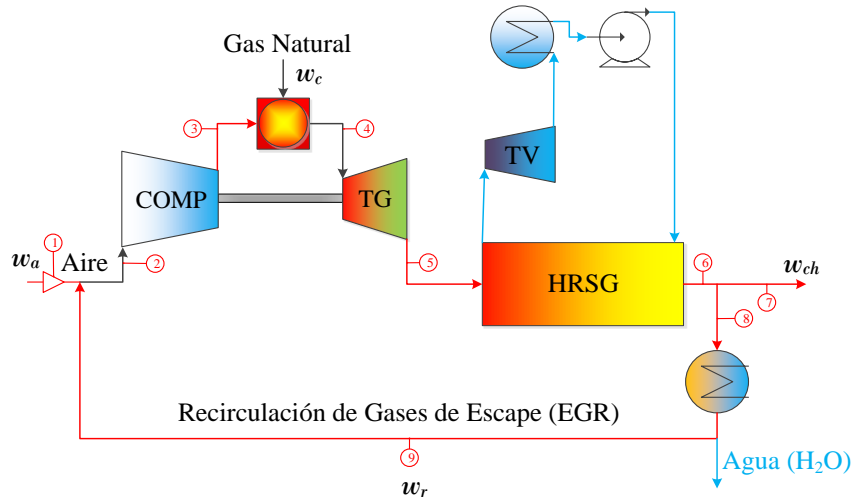 Gas Natural
w_c
3
4
TV
COMP
TG
1
w_a
Aire
2
5
HRSG
6
w_ch
7
8
Recirculación de Gases de Escape (EGR)
9
w_r
Agua (H₂O)